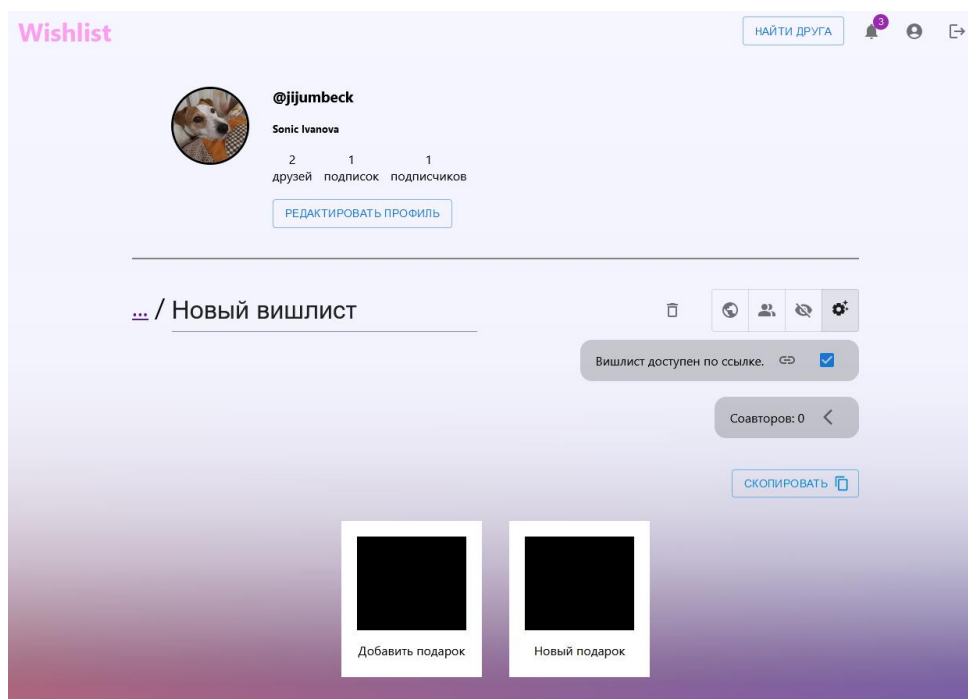 Wishlist
НАЙТИ ДРУГА
3
@jijumbeck
Sonic Ivanova
2 1 1
друзей подписок подписчиков
РЕДАКТИРОВАТЬ ПРОФИЛЬ
... / Новый вишлист
Вишлист доступен по ссылке.
Соавторов: 0
СКОПИРОВАТЬ
Добавить подарок
Новый подарок